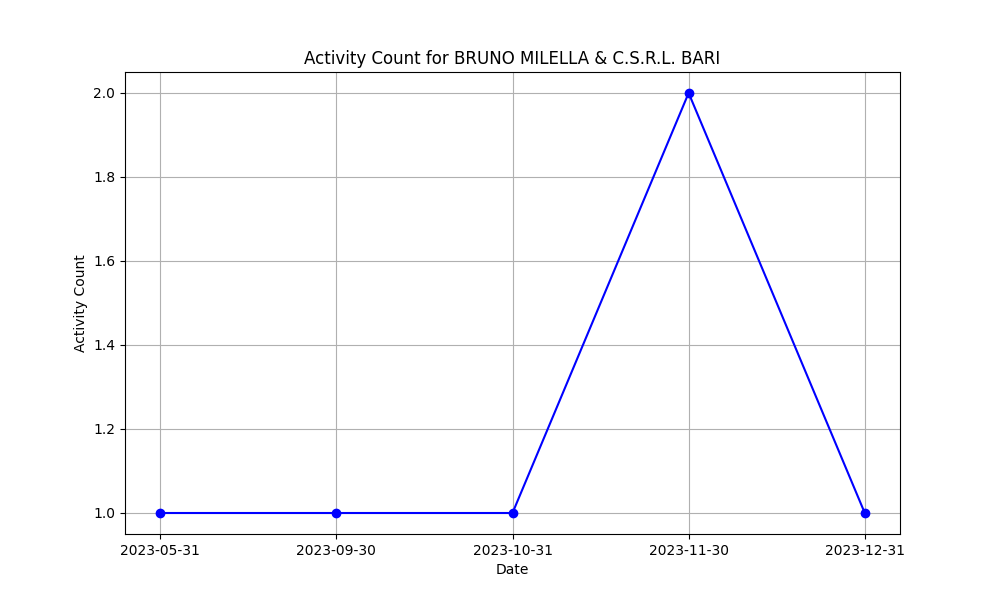 Activity Count for BRUNO MILELLA & C.S.R.L. BARI
2.0
1.8
1.6
1.4
1.2
1.0
Activity Count
2023-05-31 2023-09-30 2023-10-31 2023-11-30 2023-12-31
Date